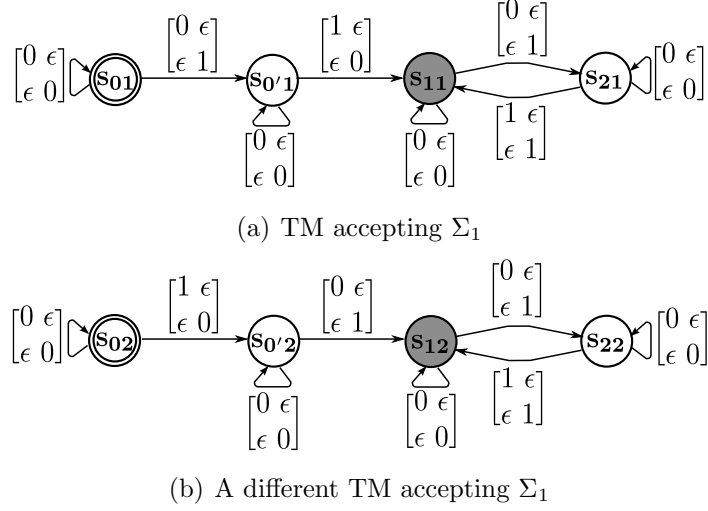 [0 ϵ [1 ϵ [0 ϵ
ϵ 1] ϵ 0] ϵ 1]
[0 ϵ s01 s0′1 s11 s21 [0 ϵ
ϵ 0] ϵ 0]
[0 ϵ [0 ϵ [1 ϵ
ϵ 0] ϵ 0] ϵ 1]
(a) TM accepting Σ1
[1 ϵ [0 ϵ [0 ϵ
ϵ 0] ϵ 1] ϵ 1]
[0 ϵ s02 s0′2 s12 s22 [0 ϵ
ϵ 0] ϵ 0]
[0 ϵ [0 ϵ [1 ϵ
ϵ 0] ϵ 0] ϵ 1]
(b) A different TM accepting Σ1